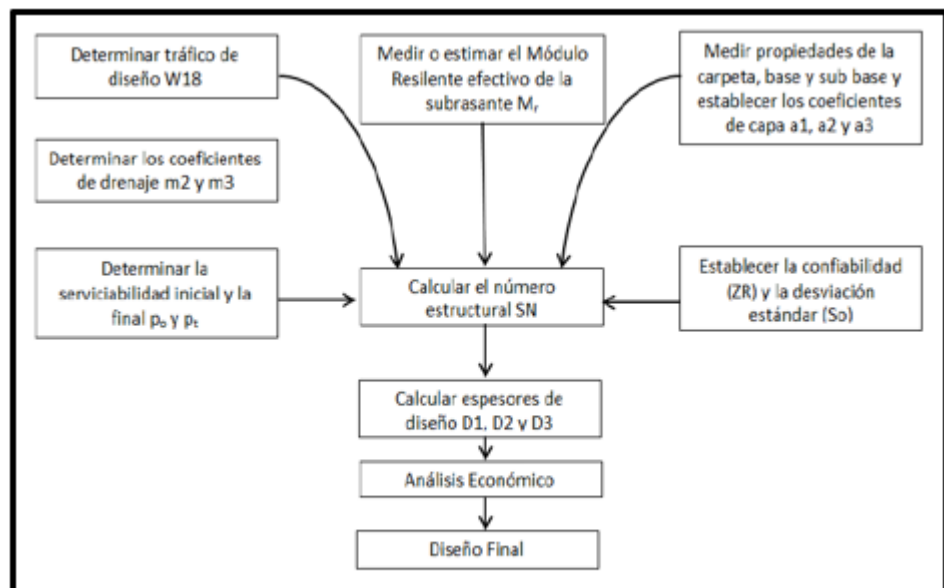 Determinar tráfico de
diseño W18
Medir o estimar el Módulo
Resilente efectivo de la
subrasante Mr
Medir propiedades de la
carpeta, base y sub base y
establecer los coeficientes
de capa a1, a2 y a3
Determinar los coeficientes
de drenaje m2 y m3
Determinar la
serviciabilidad inicial y la
final po y pt
Calcular el número
estructural SN
Establecer la confiabilidad
(ZR) y la desviación
estándar (So)
Calcular espesores de
diseño D1, D2 y D3
Análisis Económico
Diseño Final